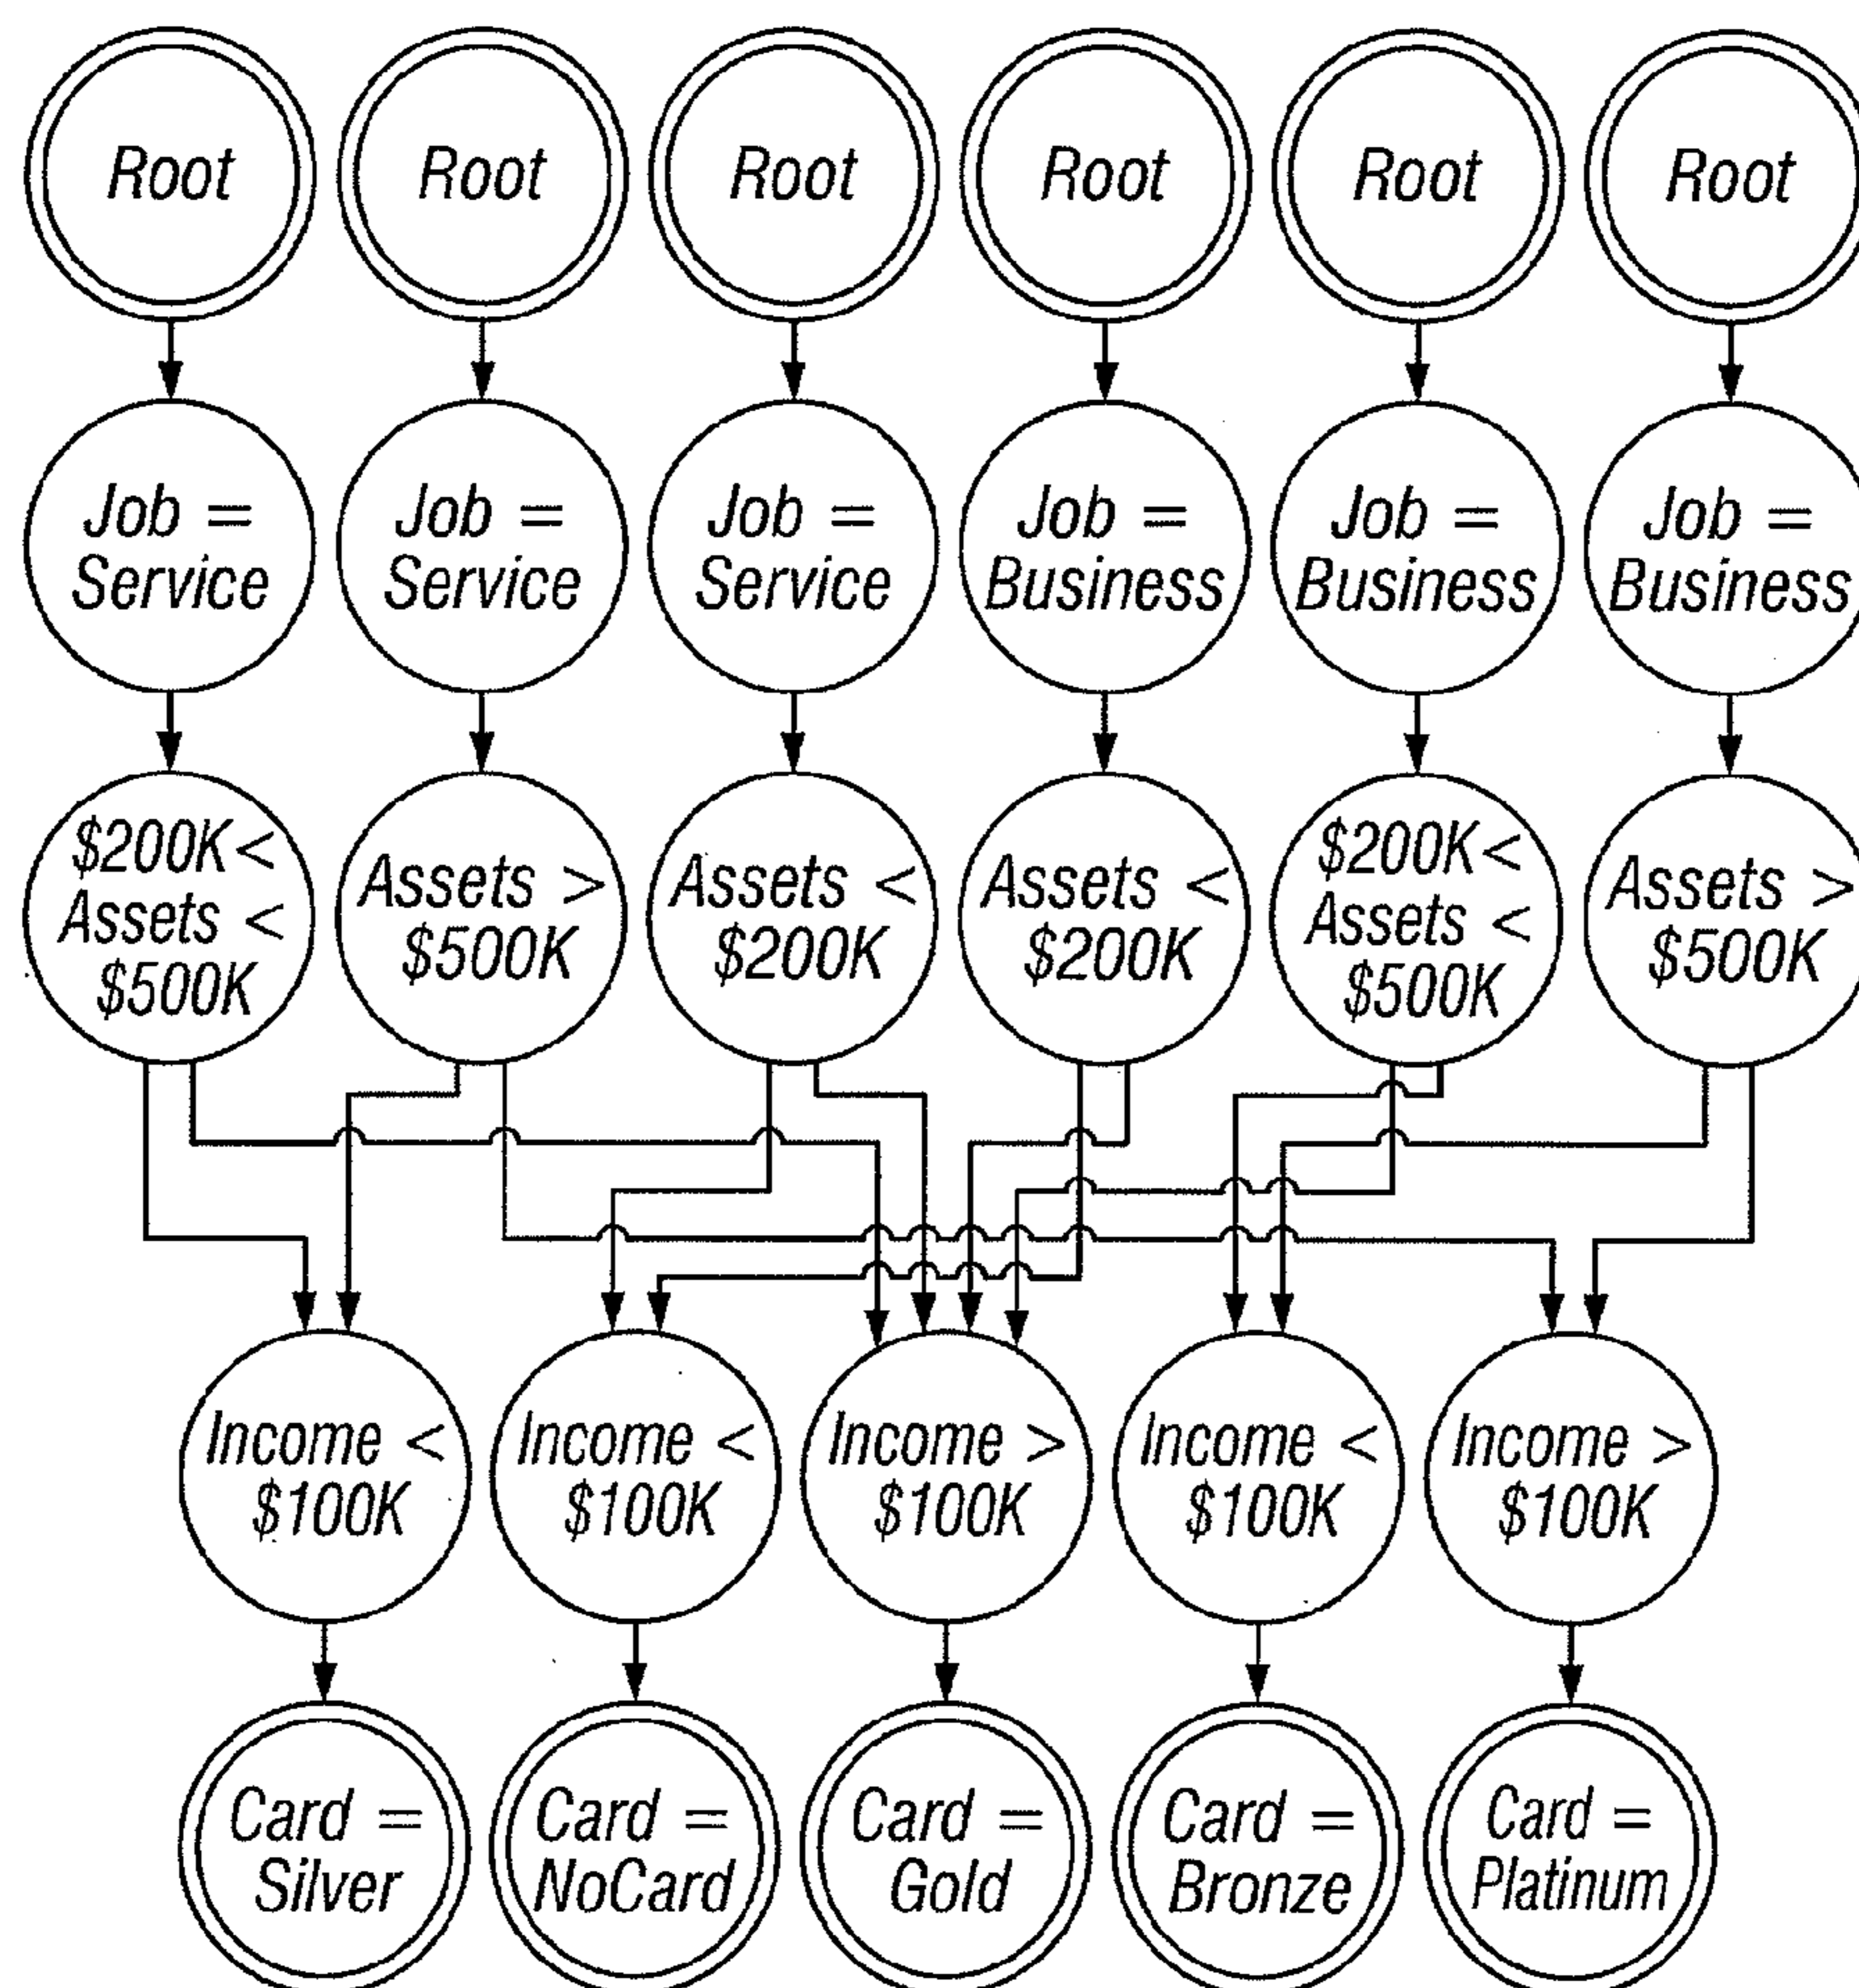 Root
Root
Root
Root
Root
Root
Job =
Service
Job =
Service
Job =
Service
Job =
Business
Job =
Business
Job =
Business
$200K<
Assets <
$500K
Assets >
$500K
Assets <
$200K
Assets <
$200K
$200K<
Assets <
$500K
Assets >
$500K
Income <
$100K
Income <
$100K
Income >
$100K
Income <
$100K
Income >
$100K
Card =
Silver
Card =
NoCard
Card =
Gold
Card =
Bronze
Card =
Platinum